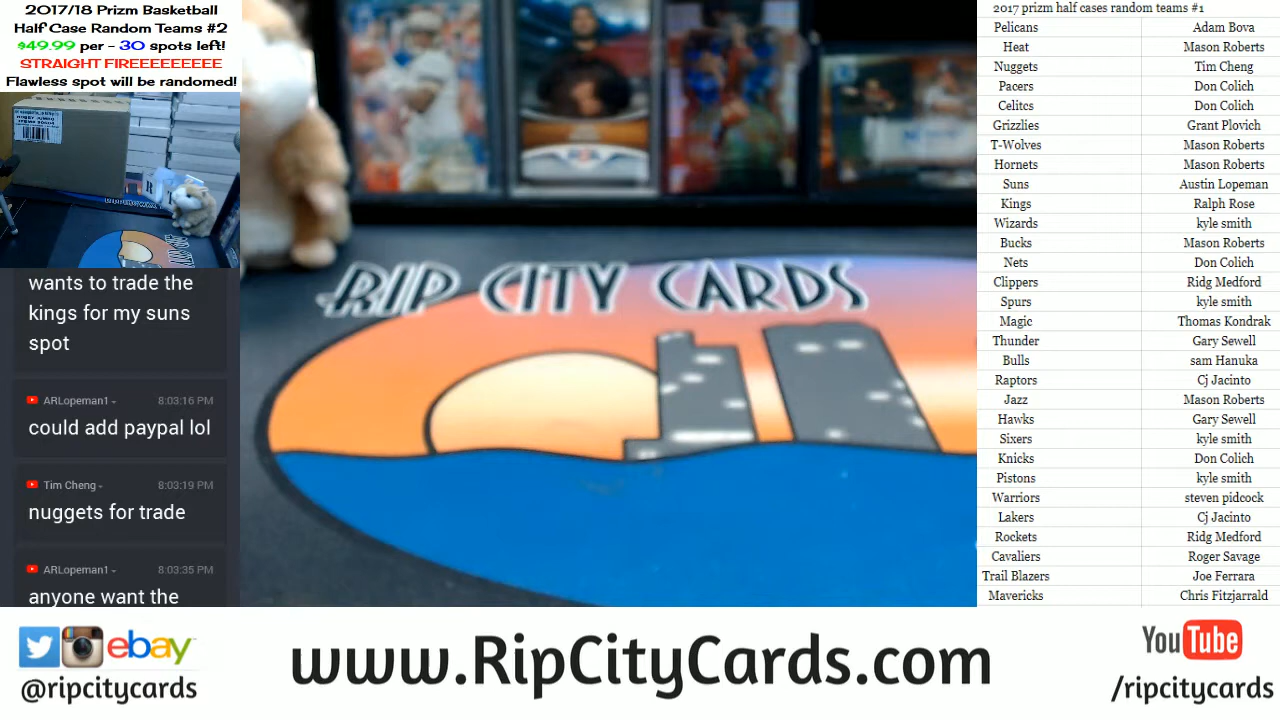 2017/18 Prizm Basketball
Half Case Random Teams #2
$49.99 per - 30 spots left!
STRAIGHT FIREEEEEEEEE
Flawless spot will be randomed!
wants to trade the
kings for my suns
spot
ARLopeman1
8:03:16 PM
could add paypal lol
Tim Cheng
8:03:19 PM
nuggets for trade
ARLopeman1
8:03:35 PM
anyone want the
RIP CITY CARDS
2017 prizm half cases random teams #1
Pelicans Adam Bova
Heat Mason Roberts
Nuggets Tim Cheng
Pacers Don Colich
Celitcs Don Colich
Grizzlies Grant Plovich
T-Wolves Mason Roberts
Hornets Mason Roberts
Suns Austin Lopeman
Kings Ralph Rose
Wizards kyle smith
Bucks Mason Roberts
Nets Don Colich
Clippers Ridg Medford
Spurs kyle smith
Magic Thomas Kondrak
Thunder Gary Sewell
Bulls sam Hanuka
Raptors Cj Jacinto
Jazz Mason Roberts
Hawks Gary Sewell
Sixers kyle smith
Knicks Don Colich
Pistons kyle smith
Warriors steven pidcock
Lakers Cj Jacinto
Rockets Ridg Medford
Cavaliers Roger Savage
Trail Blazers Joe Ferrara
Mavericks Chris Fitzjarrald
ebay
@ripcitycards
www.RipCityCards.com
YouTube
/ripcitycards